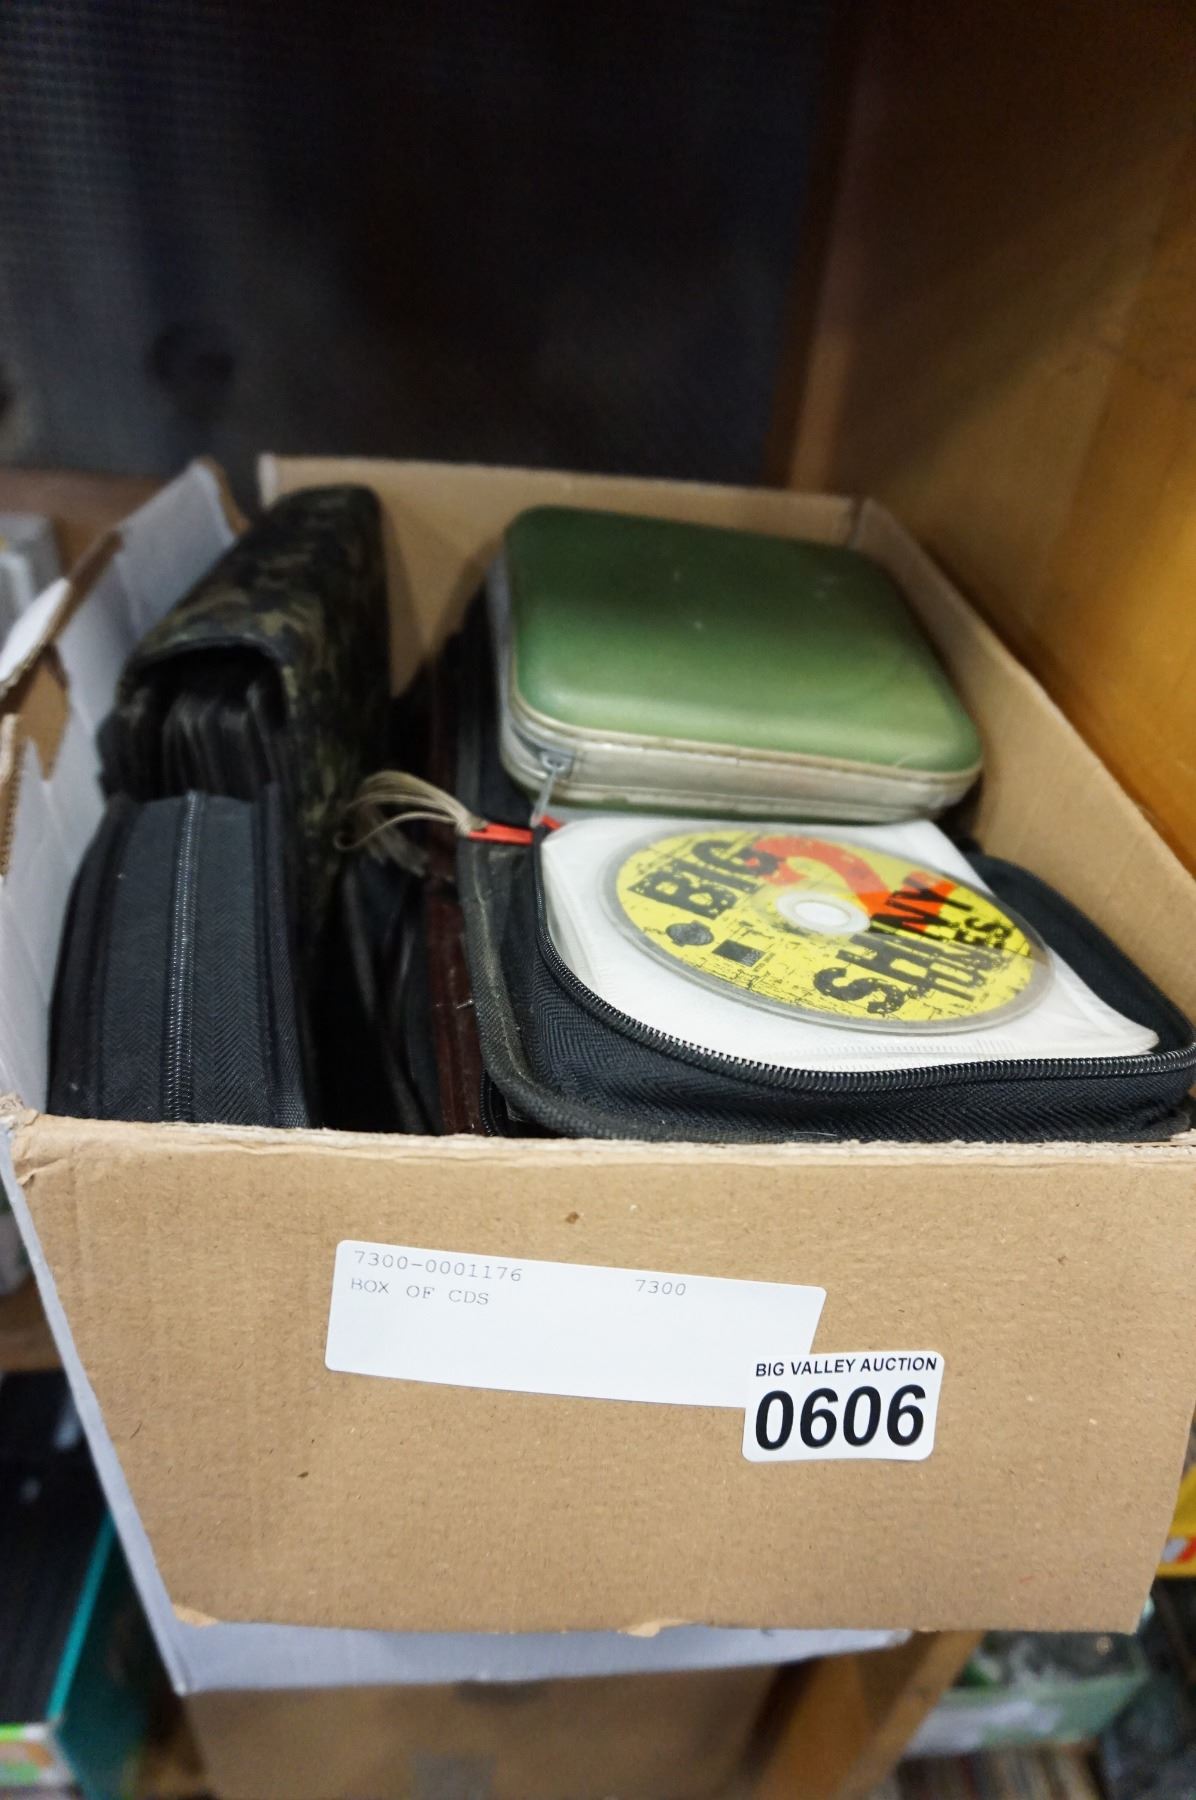 BIG
2
SHINY
TUNES
7300-0001176 7300
BOX OF CDS
BIG VALLEY AUCTION
0606